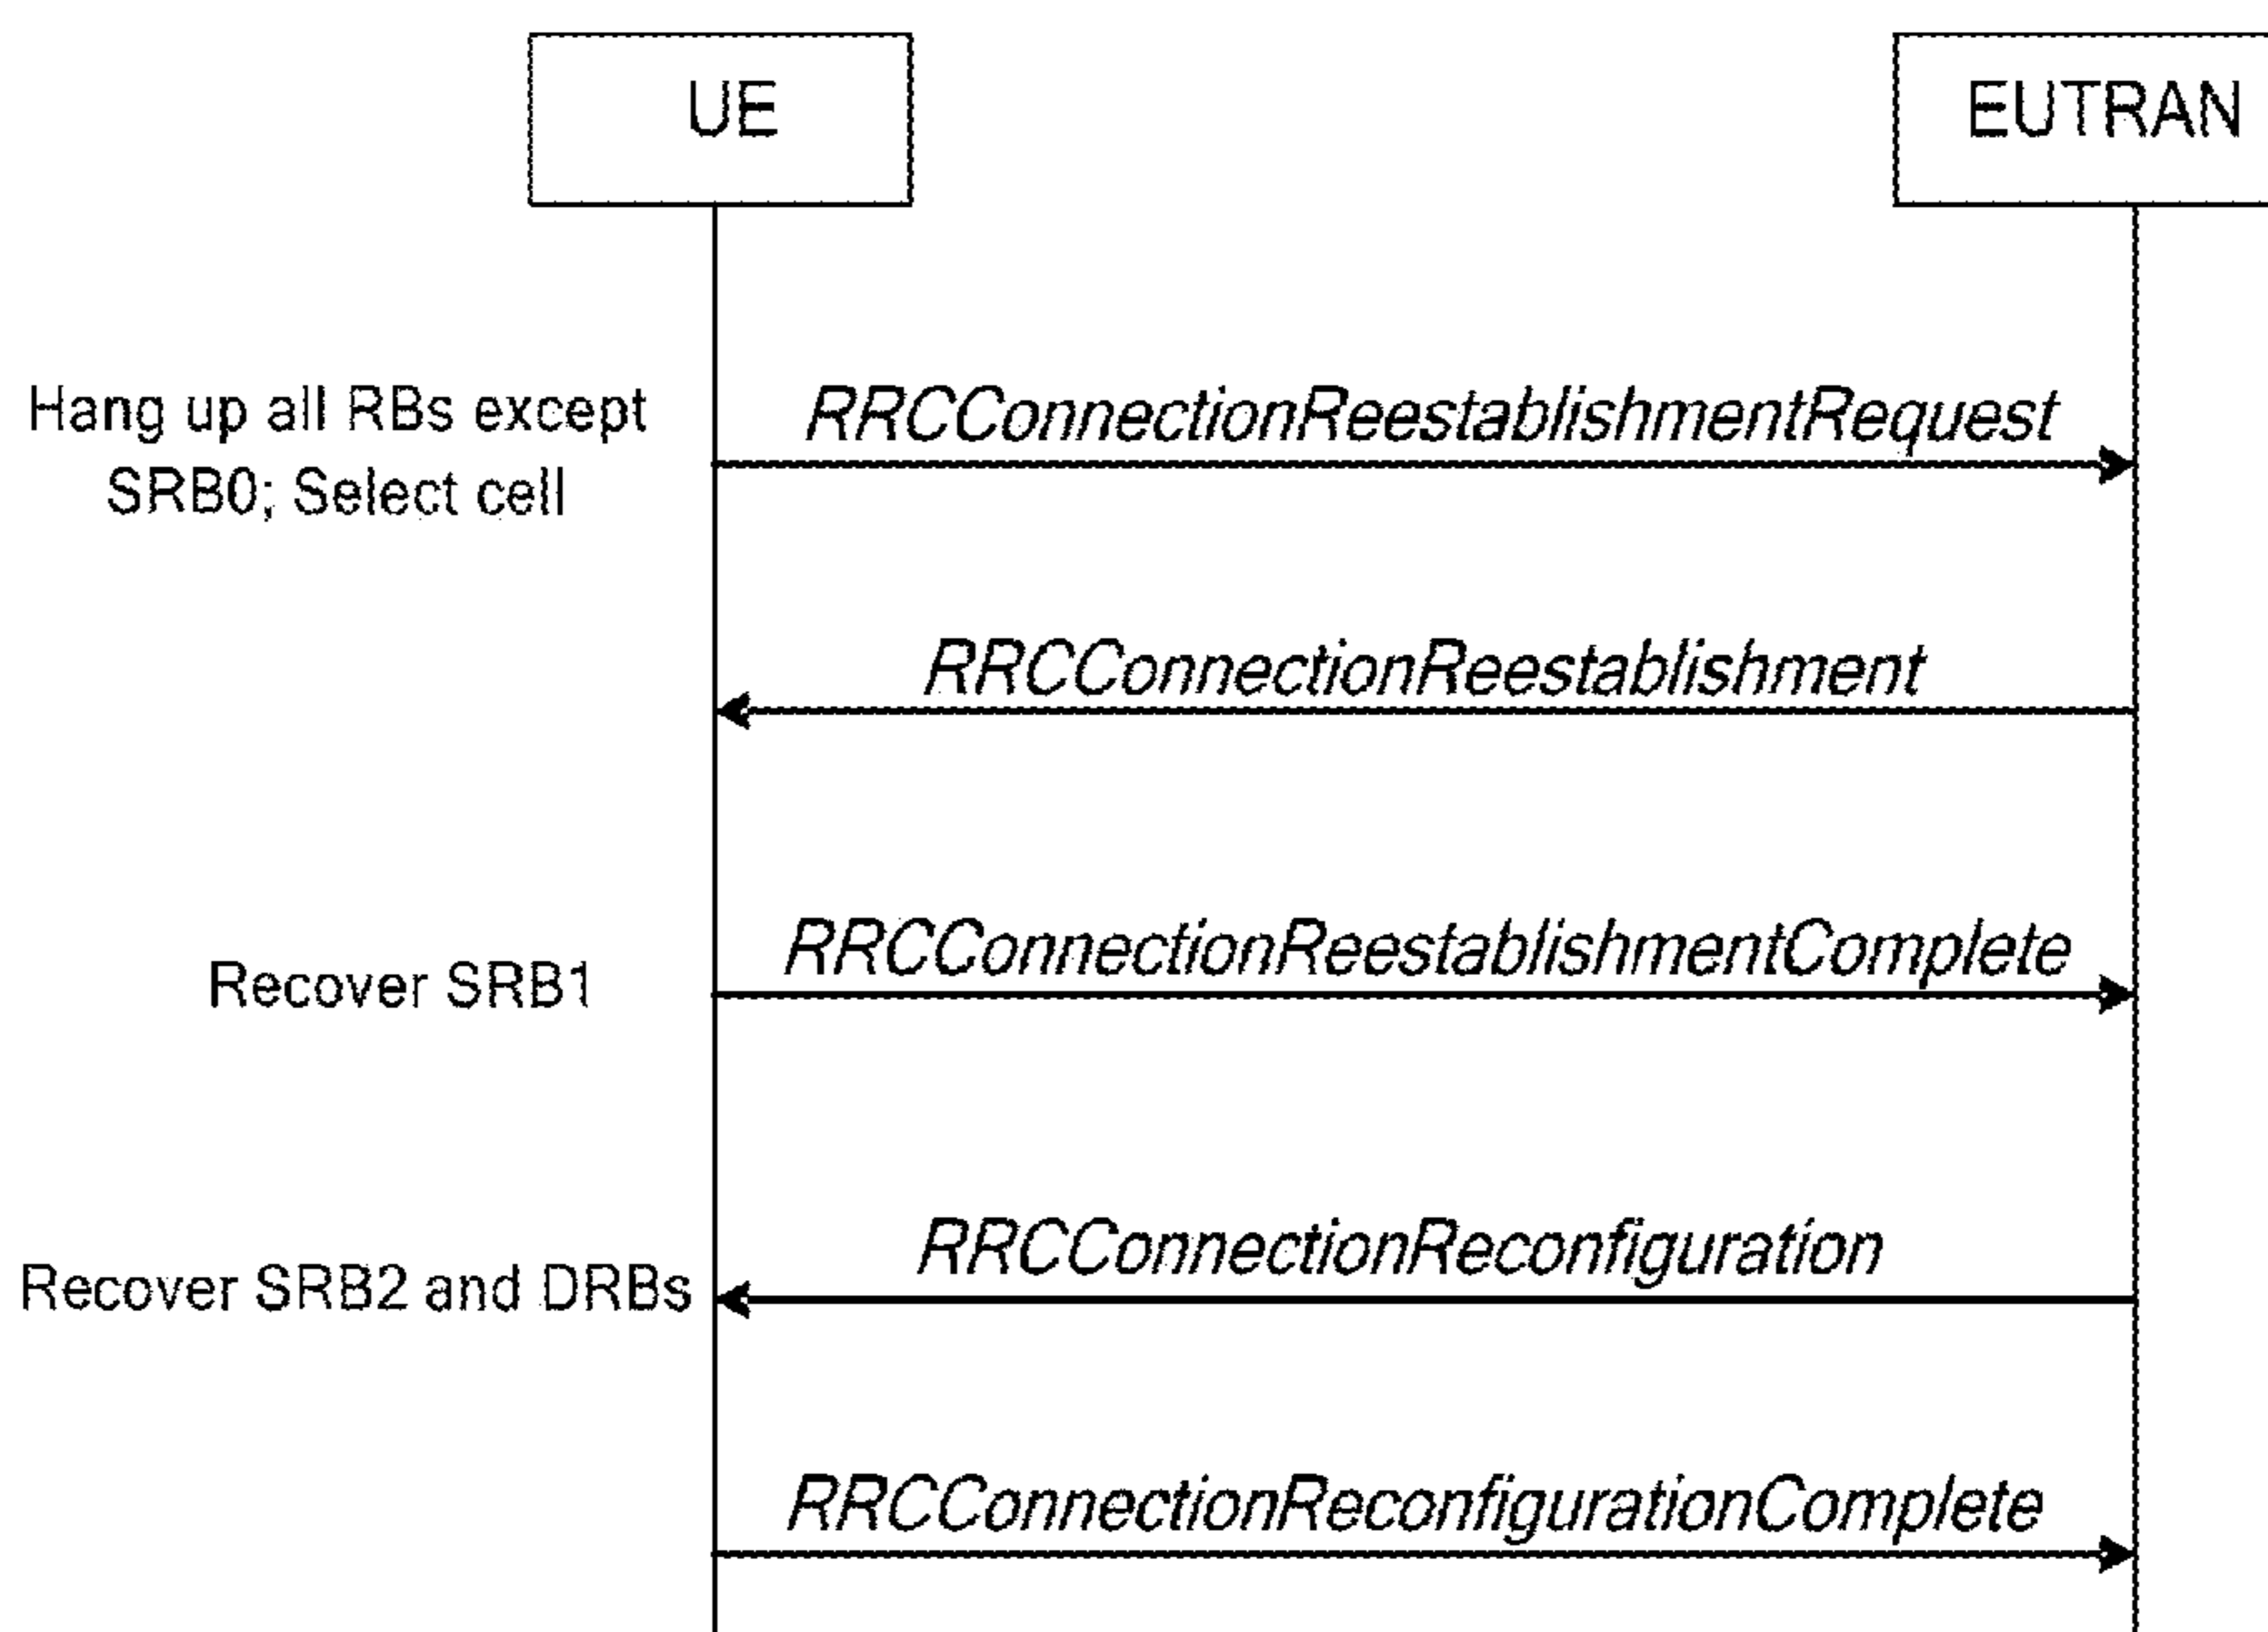 UE
EUTRAN
Hang up all RBs except
SRB0; Select cell
RRCConnectionReestablishmentRequest
RRCConnectionReestablishment
Recover SRB1
RRCConnectionReestablishmentComplete
Recover SRB2 and DRBs
RRCConnectionReconfiguration
RRCConnectionReconfigurationComplete